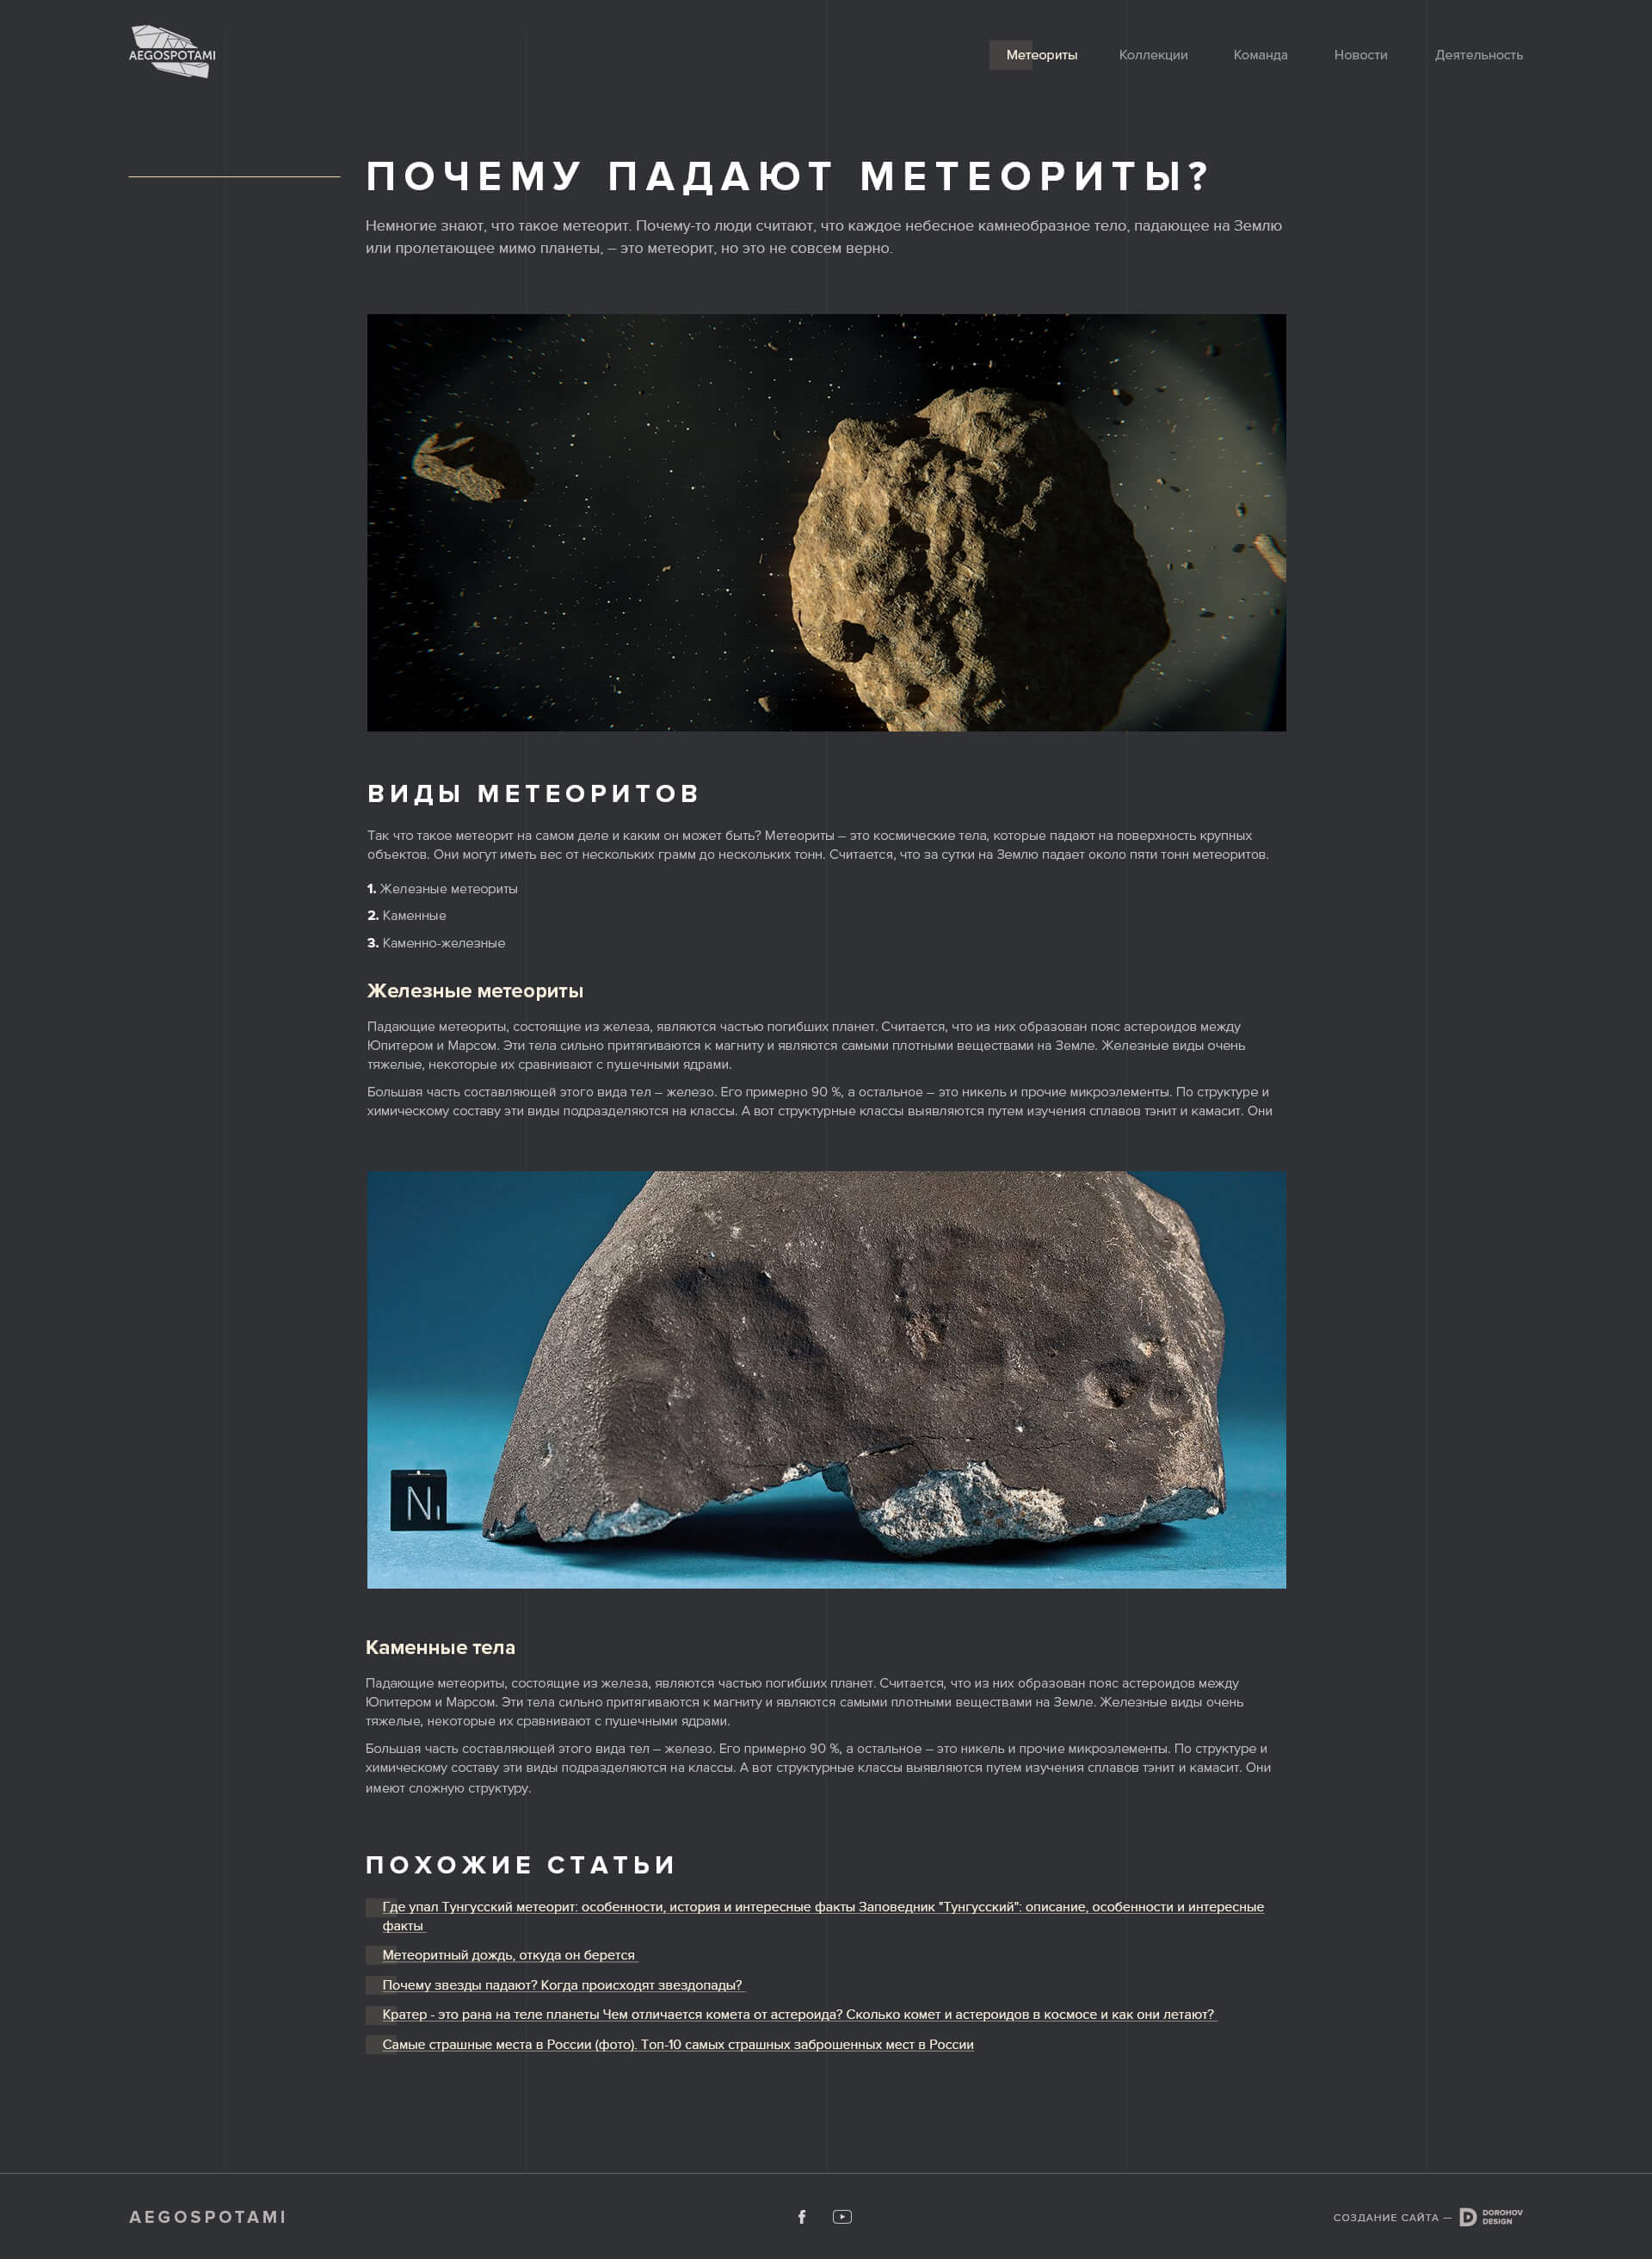 AEGOSPOTAMI
Метеориты Коллекции Команда Новости Деятельность
ПОЧЕМУ ПАДАЮТ МЕТЕОРИТЫ?
Немногие знают, что такое метеорит. Почему-то люди считают, что каждое небесное камнеобразное тело, падающее на Землю
или пролетающее мимо планеты, – это метеорит, но это не совсем верно.
ВИДЫ МЕТЕОРИТОВ
Так что такое метеорит на самом деле и каким он может быть? Метеориты – это космические тела, которые падают на поверхность крупных
объектов. Они могут иметь вес от нескольких грамм до нескольких тонн. Считается, что за сутки на Землю падает около пяти тонн метеоритов.
1. Железные метеориты
2. Каменные
3. Каменно-железные
Железные метеориты
Падающие метеориты, состоящие из железа, являются частью погибших планет. Считается, что из них образован пояс астероидов между
Юпитером и Марсом. Эти тела сильно притягиваются к магниту и являются самыми плотными веществами на Земле. Железные виды очень
тяжелые, некоторые их сравнивают с пушечными ядрами.
Большая часть составляющей этого вида тел – железо. Его примерно 90 %, а остальное – это никель и прочие микроэлементы. По структуре и
химическому составу эти виды подразделяются на классы. А вот структурные классы выявляются путем изучения сплавов тэнит и камасит. Они
N
Каменные тела
Падающие метеориты, состоящие из железа, являются частью погибших планет. Считается, что из них образован пояс астероидов между
Юпитером и Марсом. Эти тела сильно притягиваются к магниту и являются самыми плотными веществами на Земле. Железные виды очень
тяжелые, некоторые их сравнивают с пушечными ядрами.
Большая часть составляющей этого вида тел – железо. Его примерно 90 %, а остальное – это никель и прочие микроэлементы. По структуре и
химическому составу эти виды подразделяются на классы. А вот структурные классы выявляются путем изучения сплавов тэнит и камасит. Они
имеют сложную структуру.
ПОХОЖИЕ СТАТЬИ
Где упал Тунгусский метеорит: особенности, история и интересные факты Заповедник "Тунгусский": описание, особенности и интересные
факты
Метеоритный дождь, откуда он берется
Почему звезды падают? Когда происходят звездопады?
Кратер - это рана на теле планеты Чем отличается комета от астероида? Сколько комет и астероидов в космосе и как они летают?
Самые страшные места в России (фото). Топ-10 самых страшных заброшенных мест в России
AEGOSPOTAMI
СОЗДАНИЕ САЙТА — DOROHOV
DESIGN